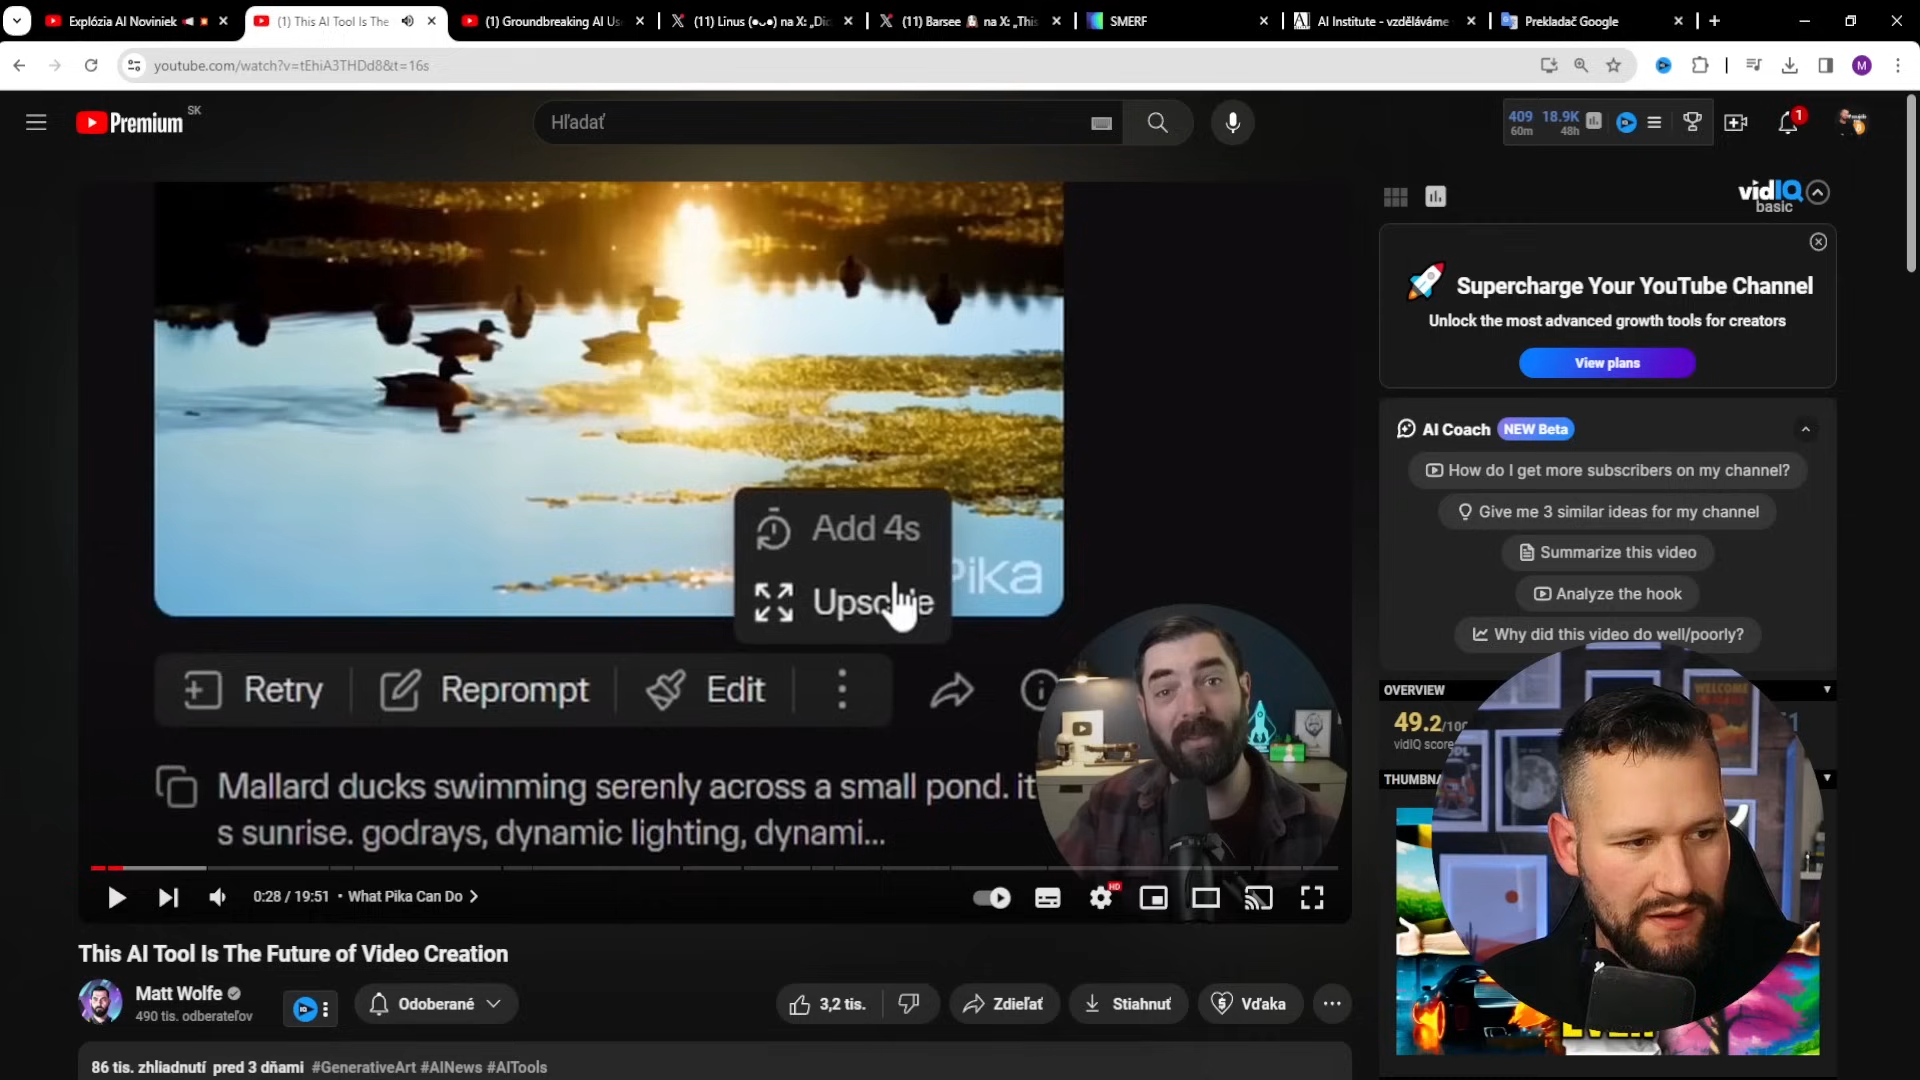 Explózia AI Noviniek
(1) This AI Tool Is The
(1) Groundbreaking AI Us
(11) Linus (●ᴗ●) na X: „Dic
(11) Barsee na X: „This
SMERF
AI Institute - vzděláváme
Prekladač Google
youtube.com/watch?v=tEhiA3THDd8&t=16s
Premium SK
Hľadať
409 18.9K
60m 48h
1
vidIQ
basic
Supercharge Your YouTube Channel
Unlock the most advanced growth tools for creators
View plans
AI Coach NEW Beta
How do I get more subscribers on my channel?
Give me 3 similar ideas for my channel
Summarize this video
Analyze the hook
Why did this video do well/poorly?
OVERVIEW
49.2/100
vidIQ score
THUMBNA
Add 4s
Pika
Upscale
Retry
Reprompt
Edit
Mallard ducks swimming serenely across a small pond. it
s sunrise. godrays, dynamic lighting, dynami...
0:28 / 19:51 • What Pika Can Do
HD
This AI Tool Is The Future of Video Creation
Matt Wolfe
490 tis. odberateľov
Odoberané
3,2 tis.
Zdieľať
Stiahnuť
Vďaka
86 tis. zhliadnutí pred 3 dňami #GenerativeArt #AINews #AITools
WELCOME
M